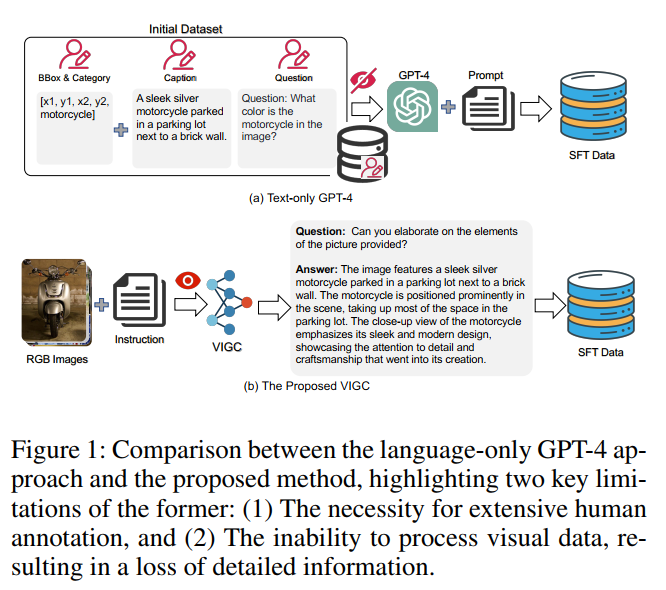 Initial Dataset
BBox & Category
Caption
Question
GPT-4
Prompt
[x1, y1, x2, y2,
motorcycle]
A sleek silver
motorcycle parked
in a parking lot
next to a brick wall.
Question: What
color is the
motorcycle in the
image?
SFT Data
(a) Text-only GPT-4
Question: Can you elaborate on the elements
of the picture provided?
Answer: The image features a sleek silver
motorcycle parked in a parking lot next to a brick
wall. The motorcycle is positioned prominently in
the scene, taking up most of the space in the
parking lot. The close-up view of the motorcycle
emphasizes its sleek and modern design,
showcasing the attention to detail and
craftsmanship that went into its creation.
RGB Images
Instruction
VIGC
SFT Data
(b) The Proposed VIGC
Figure 1: Comparison between the language-only GPT-4 ap-
proach and the proposed method, highlighting two key limi-
tations of the former: (1) The necessity for extensive human
annotation, and (2) The inability to process visual data, re-
sulting in a loss of detailed information.